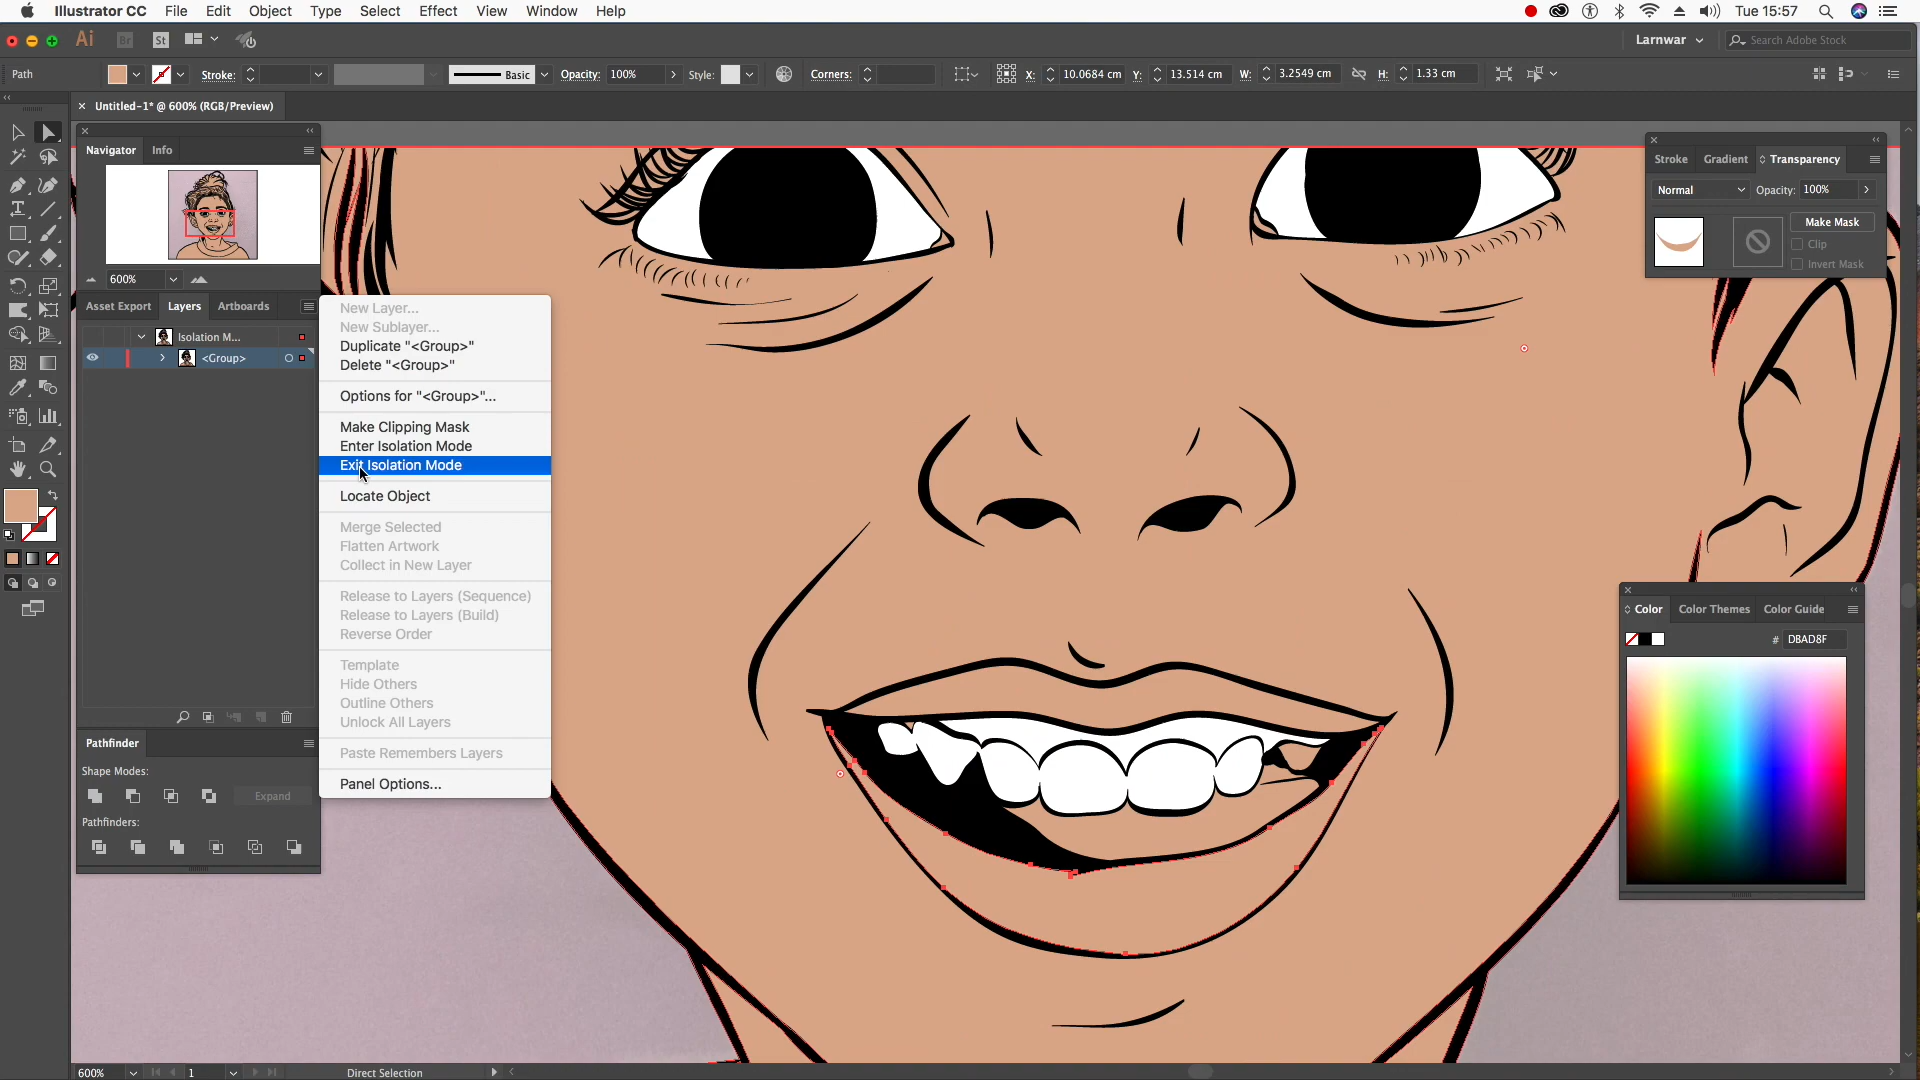 Illustrator CC File Edit Object Type Select Effect View Window Help Tue 15:57
Ai Br St Larnwar Search Adobe Stock
Path Stroke: Basic Opacity: 100% Style: Corners: X: 10.0684 cm Y: 13.514 cm W: 3.2549 cm H: 1.33 cm
Untitled-1* @ 600% (RGB/Preview)
Navigator Info
600%
Asset Export Layers Artboards
Isolation M...
<Group>
New Layer...
New Sublayer...
Duplicate "<Group>"
Delete "<Group>"
Options for "<Group>"...
Make Clipping Mask
Enter Isolation Mode
Exit Isolation Mode
Locate Object
Merge Selected
Flatten Artwork
Collect in New Layer
Release to Layers (Sequence)
Release to Layers (Build)
Reverse Order
Template
Hide Others
Outline Others
Unlock All Layers
Paste Remembers Layers
Panel Options...
Pathfinder
Shape Modes:
Expand
Pathfinders:
Stroke Gradient Transparency
Normal Opacity: 100%
Make Mask
Clip
Invert Mask
Color Color Themes Color Guide
# DBAD8F
600% 1 Direct Selection